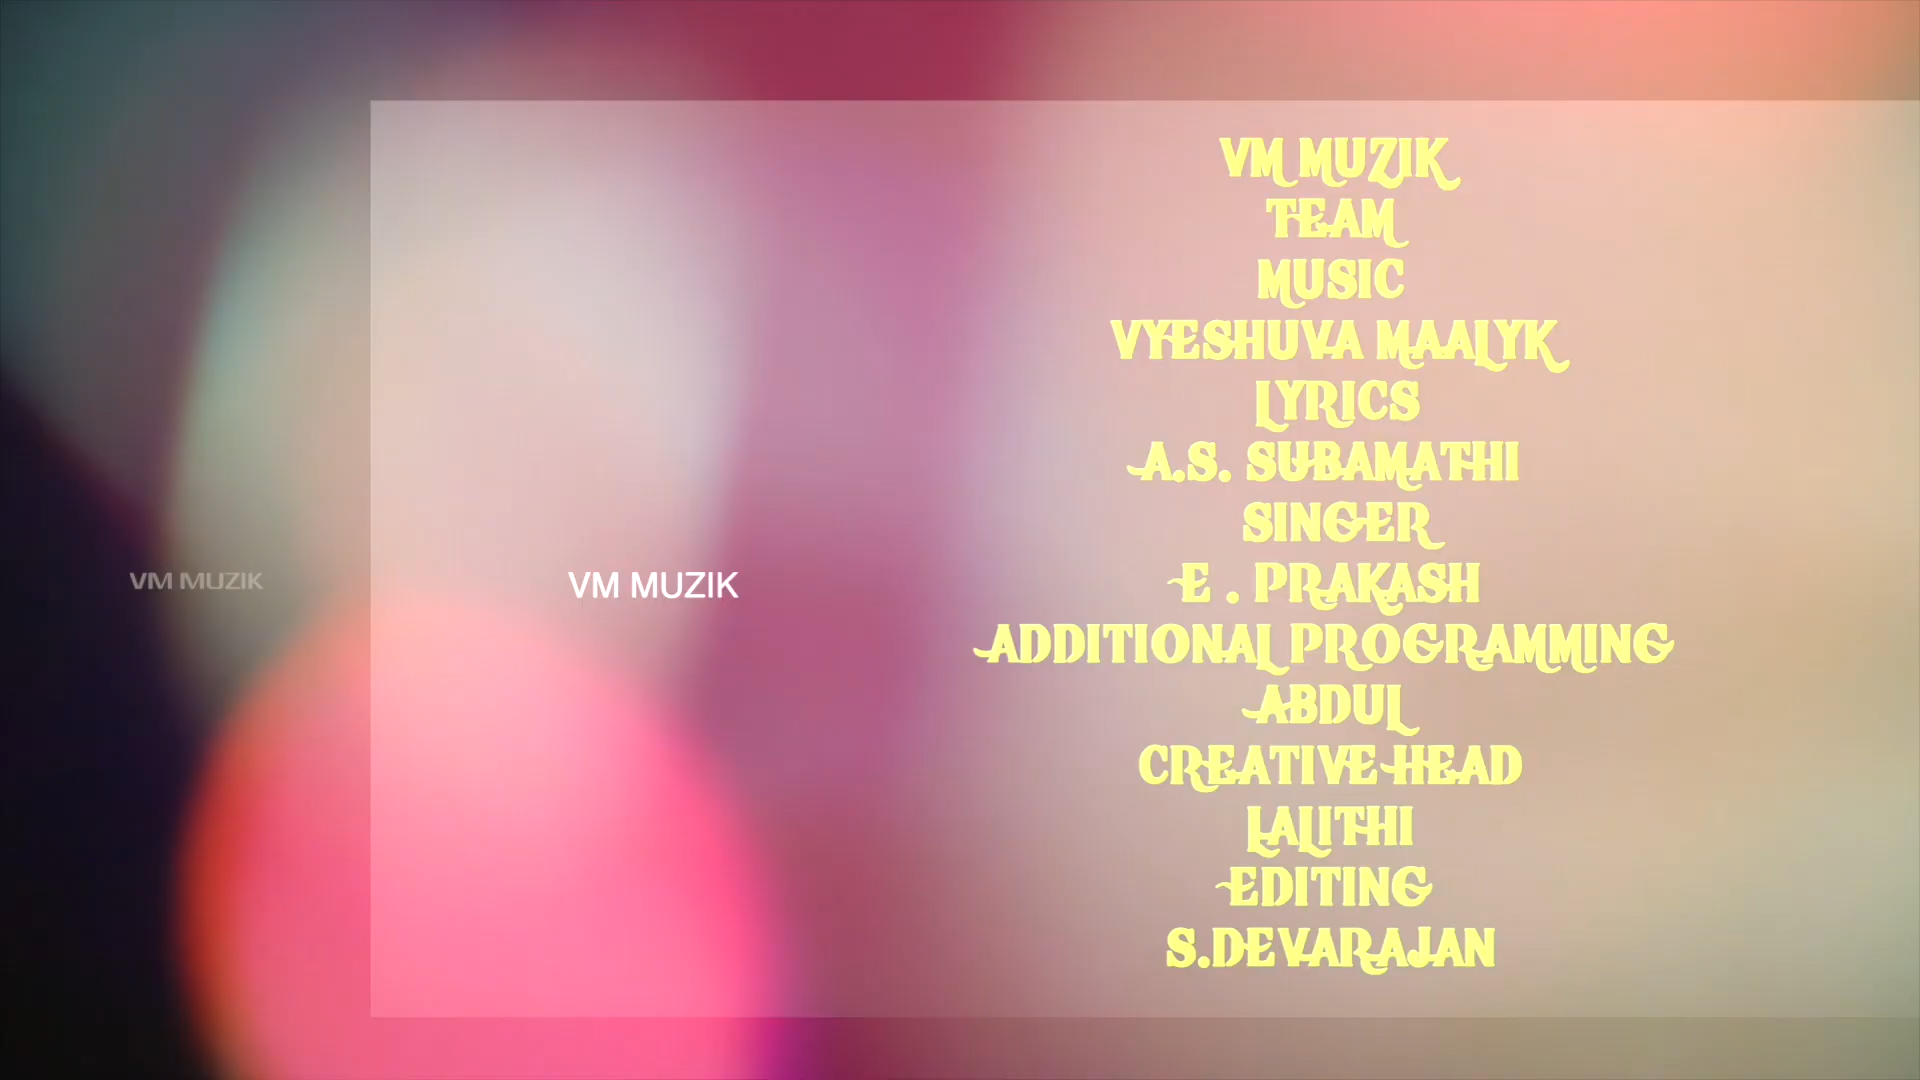 VM MUZIK
TEAM
MUSIC
VYESHUVA MAALYK
LYRICS
A.S. SUBAMATHI
SINGER
E . PRAKASH
ADDITIONAL PROGRAMMING
ABDUL
CREATIVE HEAD
LALITHI
EDITING
S.DEVARAJAN
VM MUZIK
VM MUZIK